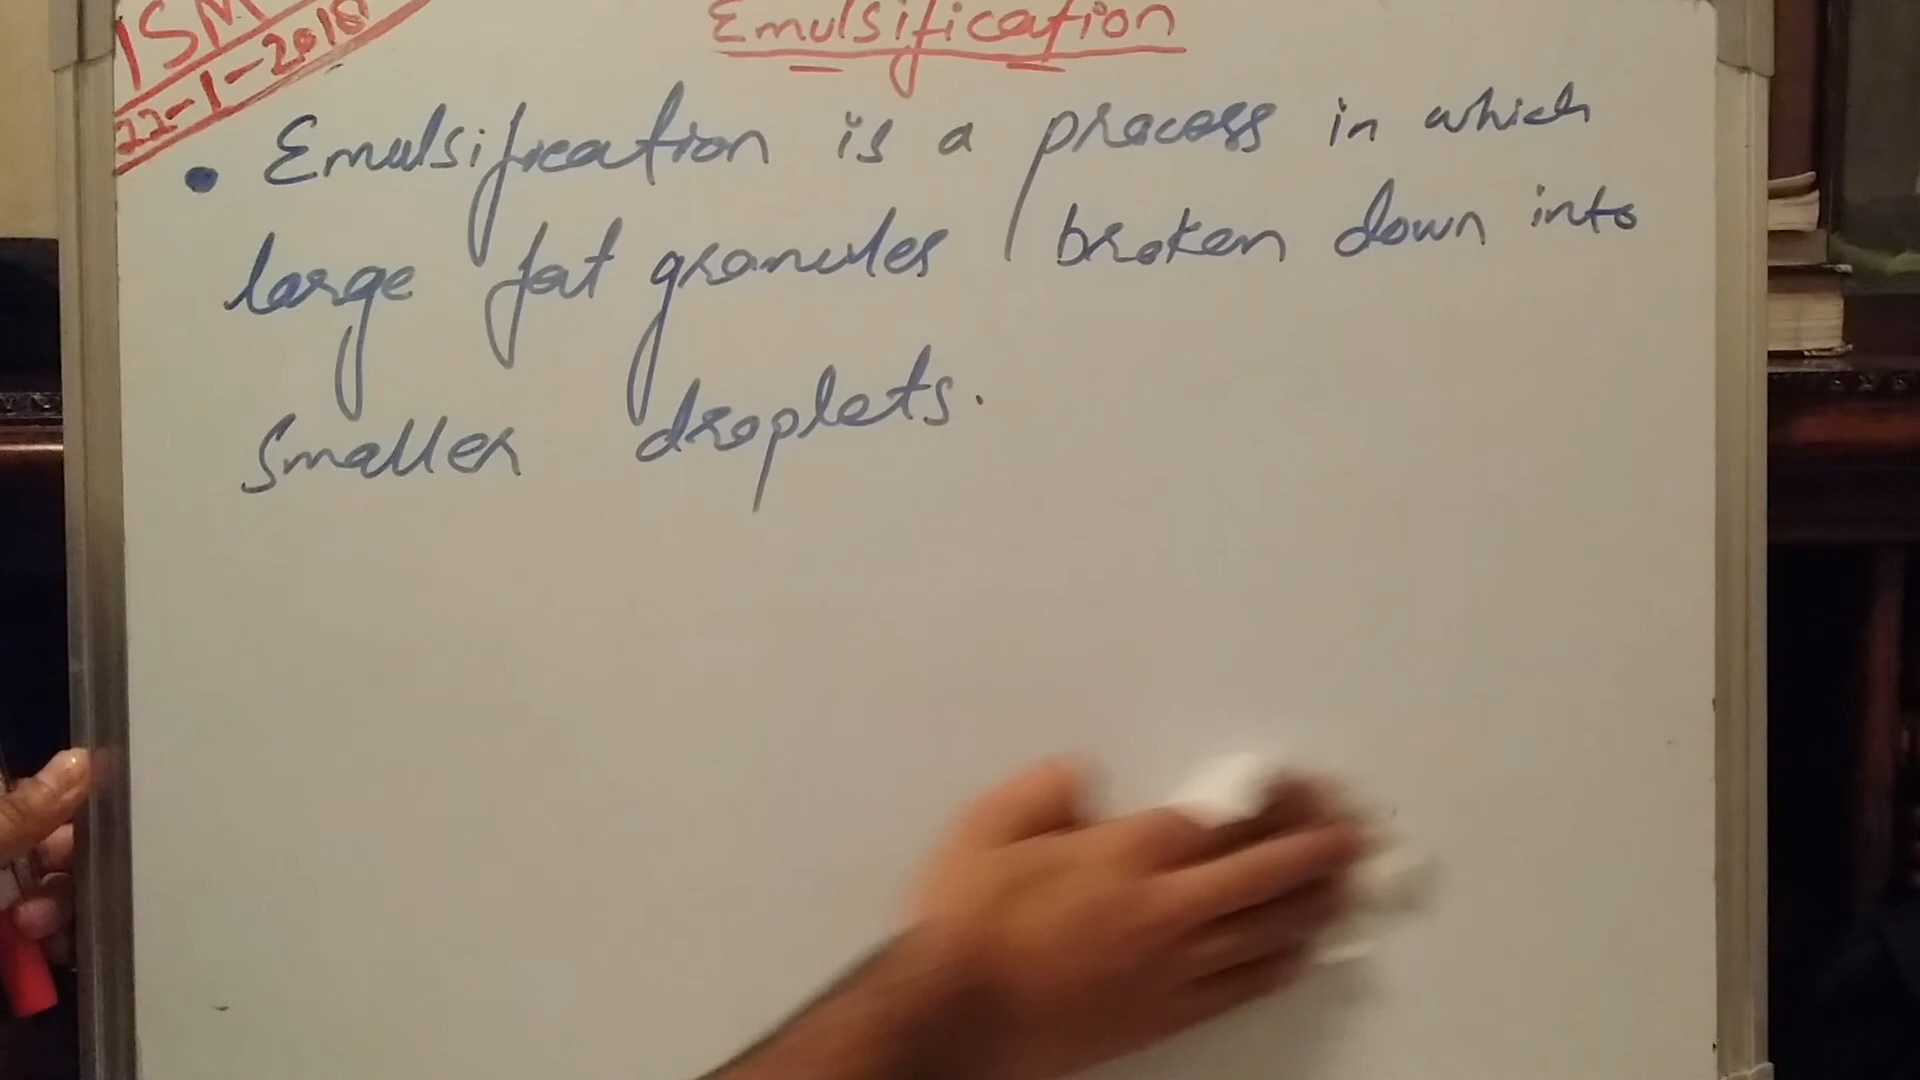 ISM
22-1-2018
Emulsification
• Emulsification is a process in which
large fat granules broken down into
smaller droplets.